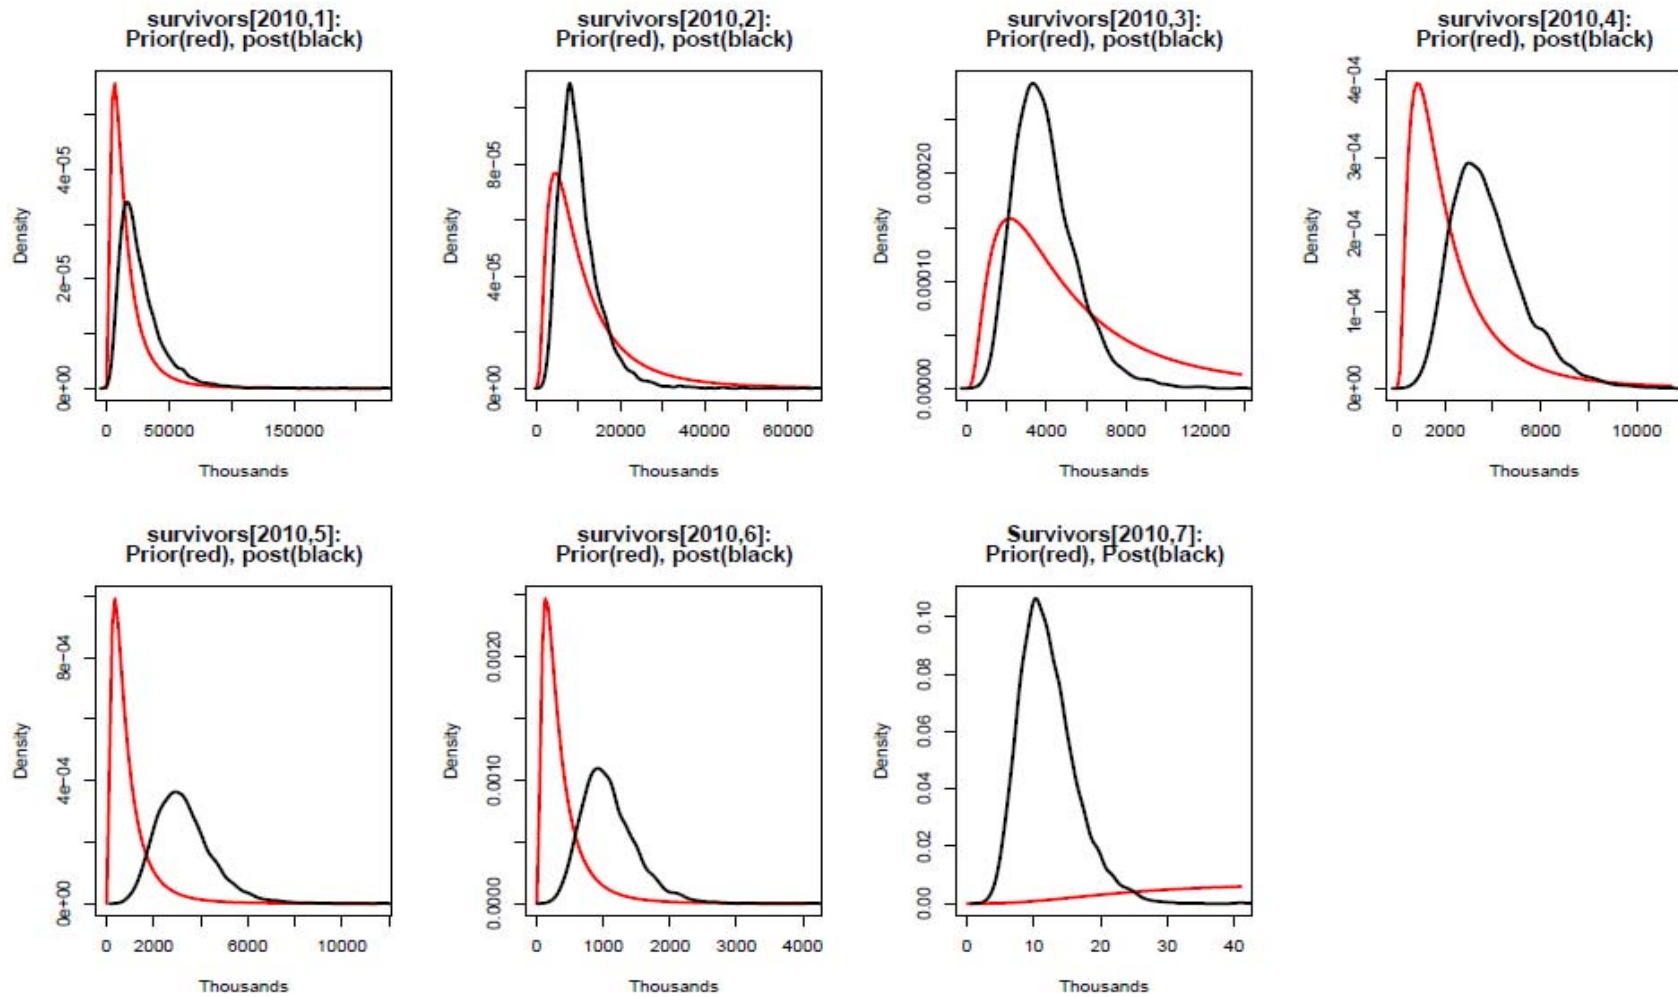 survivors[2010,1]:
Prior(red), post(black)
Density
0e+00
2e-05
4e-05
0
50000
150000
Thousands
survivors[2010,2]:
Prior(red), post(black)
Density
0e+00
4e-05
8e-05
0
20000
40000
60000
Thousands
survivors[2010,3]:
Prior(red), post(black)
Density
0.00000
0.00010
0.00020
0
4000
8000
12000
Thousands
survivors[2010,4]:
Prior(red), post(black)
Density
0e+00
1e-04
2e-04
3e-04
4e-04
0
2000
6000
10000
Thousands
survivors[2010,5]:
Prior(red), post(black)
Density
0e+00
4e-04
8e-04
0
2000
6000
10000
Thousands
survivors[2010,6]:
Prior(red), post(black)
Density
0.0000
0.0010
0.0020
0
1000
2000
3000
4000
Thousands
Survivors[2010,7]:
Prior(red), Post(black)
Density
0.00
0.02
0.04
0.06
0.08
0.10
0
10
20
30
40
Thousands